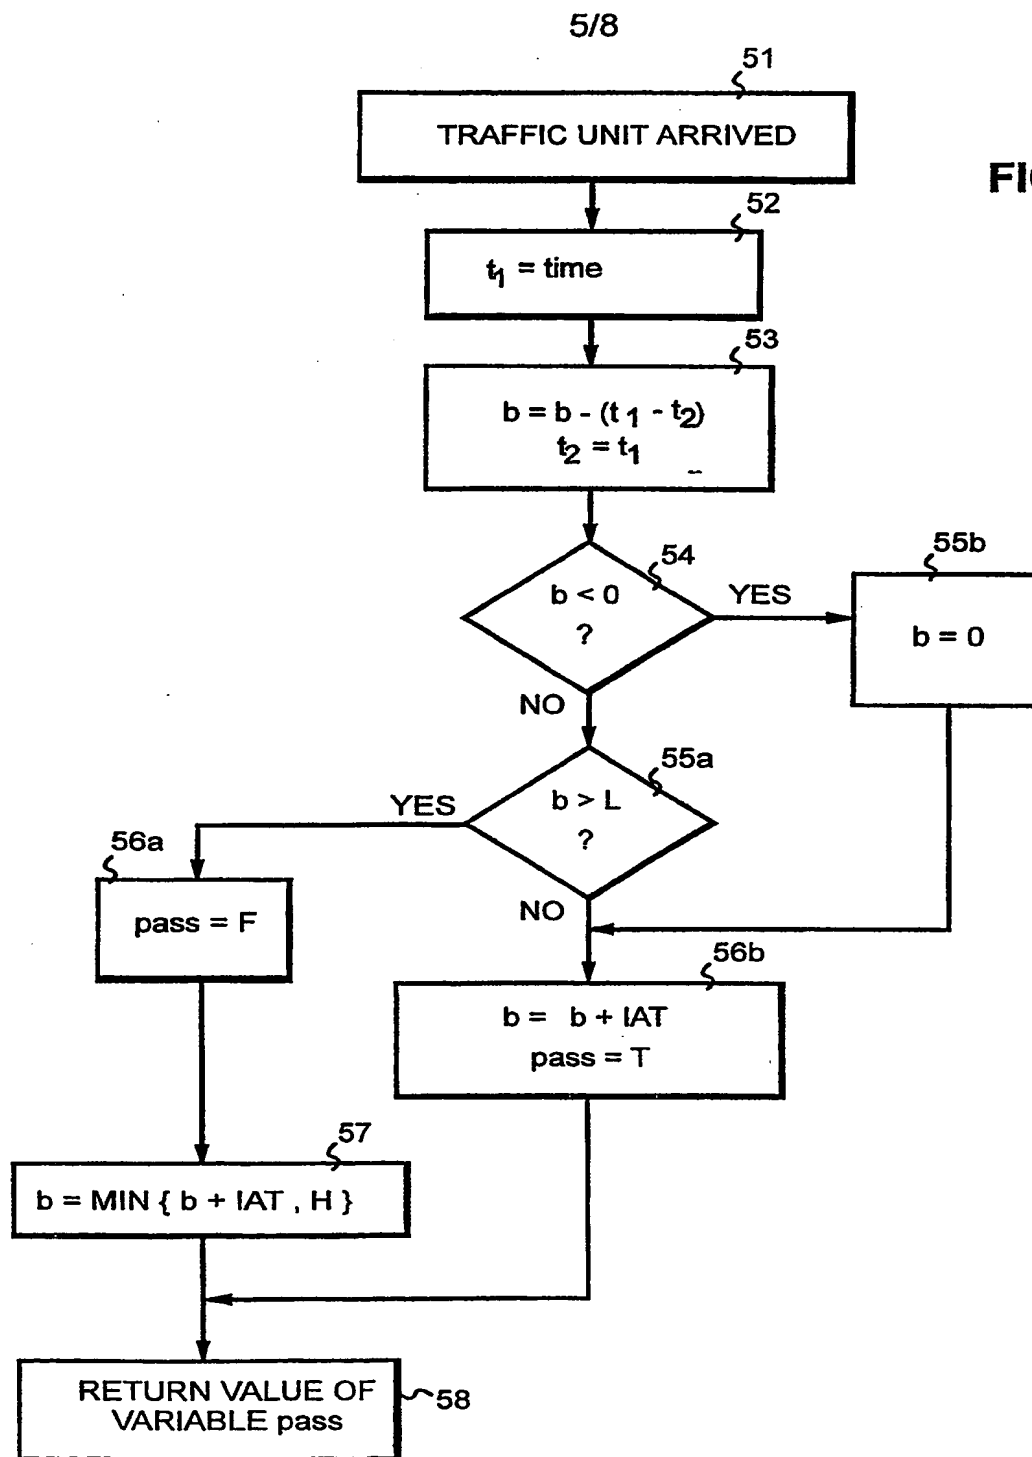 5/8
51
TRAFFIC UNIT ARRIVED
FI
52
t1 = time
53
b = b - (t1 - t2)
t2 = t1
54
b < 0
?
YES
55b
b = 0
NO
55a
b > L
?
YES
56a
pass = F
NO
56b
b = b + IAT
pass = T
57
b = MIN { b + IAT , H }
RETURN VALUE OF
VARIABLE pass
58